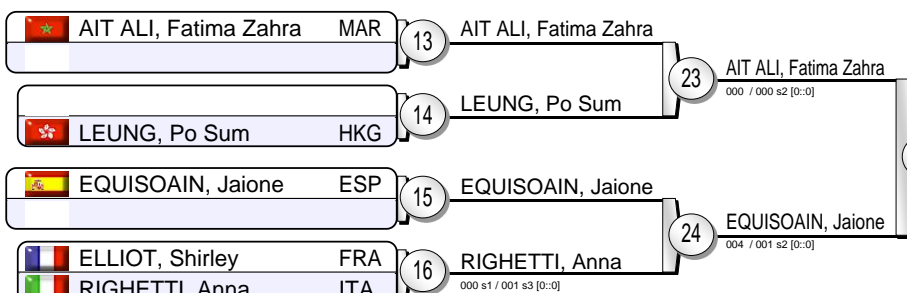 AIT ALI, Fatima Zahra MAR
13
AIT ALI, Fatima Zahra
23
AIT ALI, Fatima Zahra
000 / 000 s2 [0::0]
14
LEUNG, Po Sum
LEUNG, Po Sum HKG
EQUISOAIN, Jaione ESP
15
EQUISOAIN, Jaione
24
EQUISOAIN, Jaione
004 / 001 s2 [0::0]
ELLIOT, Shirley FRA
16
RIGHETTI, Anna
000 s1 / 001 s3 [0::0]
RIGHETTI, Anna ITA